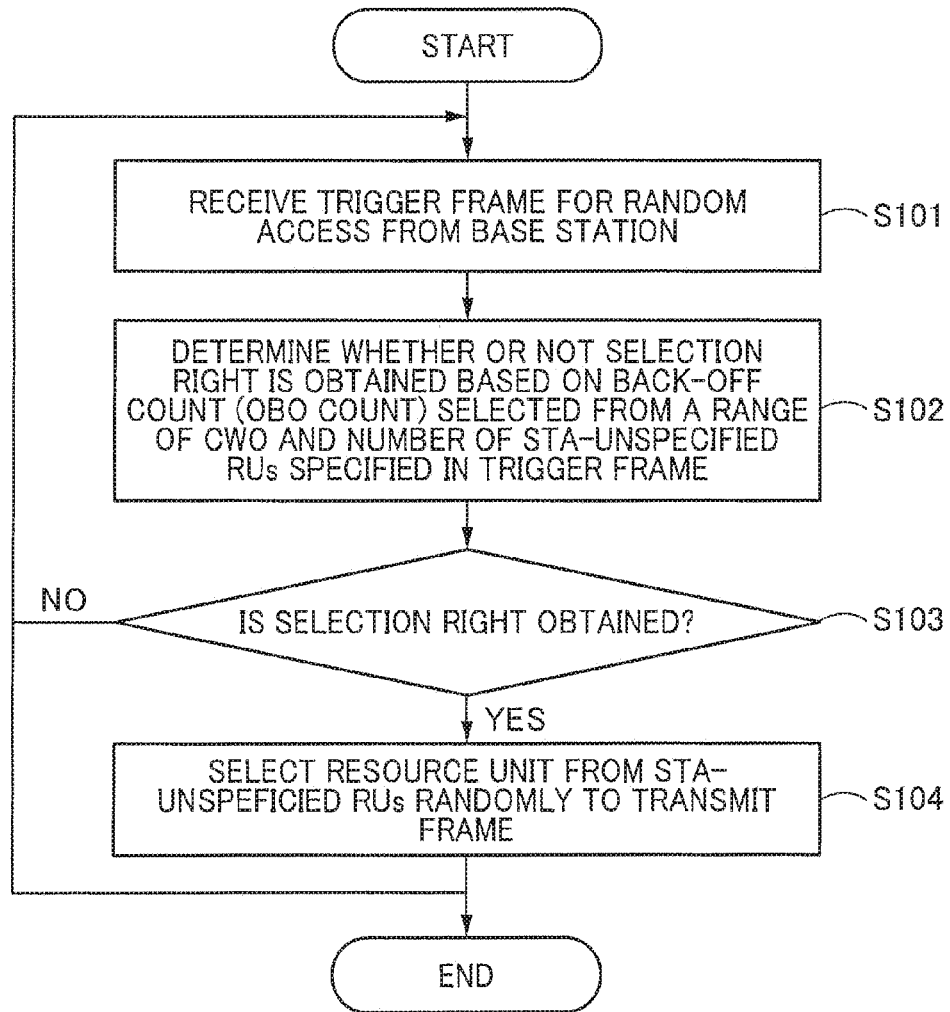 START
RECEIVE TRIGGER FRAME FOR RANDOM
ACCESS FROM BASE STATION
S101
DETERMINE WHETHER OR NOT SELECTION
RIGHT IS OBTAINED BASED ON BACK-OFF
COUNT (OBO COUNT) SELECTED FROM A RANGE
OF CWO AND NUMBER OF STA-UNSPECIFIED
RUs SPECIFIED IN TRIGGER FRAME
S102
NO
IS SELECTION RIGHT OBTAINED?
S103
YES
SELECT RESOURCE UNIT FROM STA-
UNSPEFICIED RUs RANDOMLY TO TRANSMIT
FRAME
S104
END